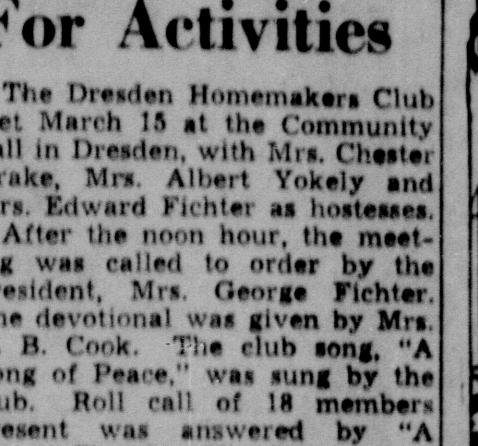 For Activities
The Dresden Homemakers Club
et March 15 at the Community
all in Dresden, with Mrs. Chester
rake, Mrs. Albert Yokely and
rs. Edward Fichter as hostesses.
After the noon hour, the meet-
g was called to order by the
esident, Mrs. George Fichter.
he devotional was given by Mrs.
. B. Cook. The club song, "A
ong of Peace," was sung by the
ub. Roll call of 18 members
esent was answered by "A